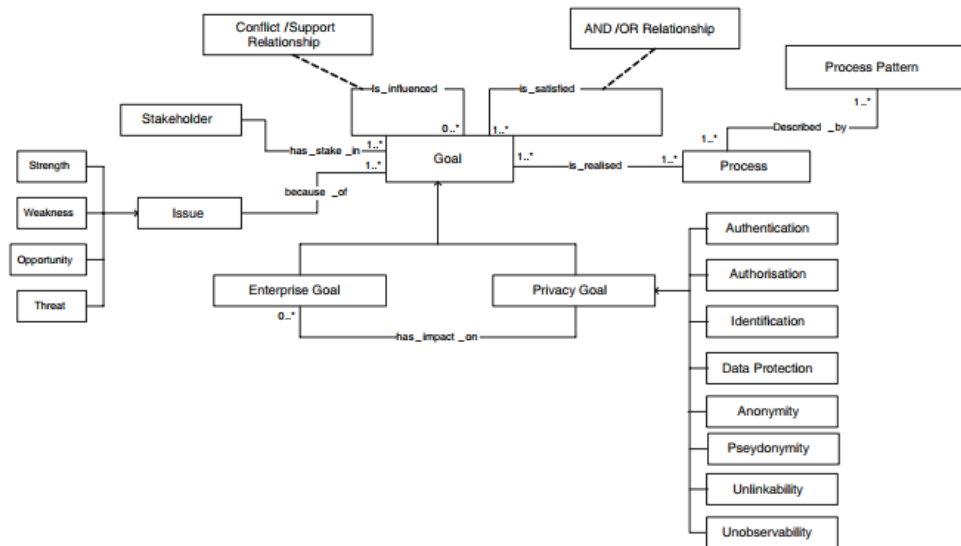 Conflict /Support
Relationship
AND /OR Relationship
Process Pattern
Is_influenced
is_satisfied
1..*
Stakeholder
0..*
1..*
Described _by
has_stake _in
1..*
Goal
1..*
1..*
1..*
is_realised
1..*
Process
Strength
because _of
Weakness
Issue
Authentication
Opportunity
Authorisation
Enterprise Goal
Privacy Goal
Threat
0..*
Identification
has_impact _on
Data Protection
Anonymity
Pseydonymity
Unlinkability
Unobservability